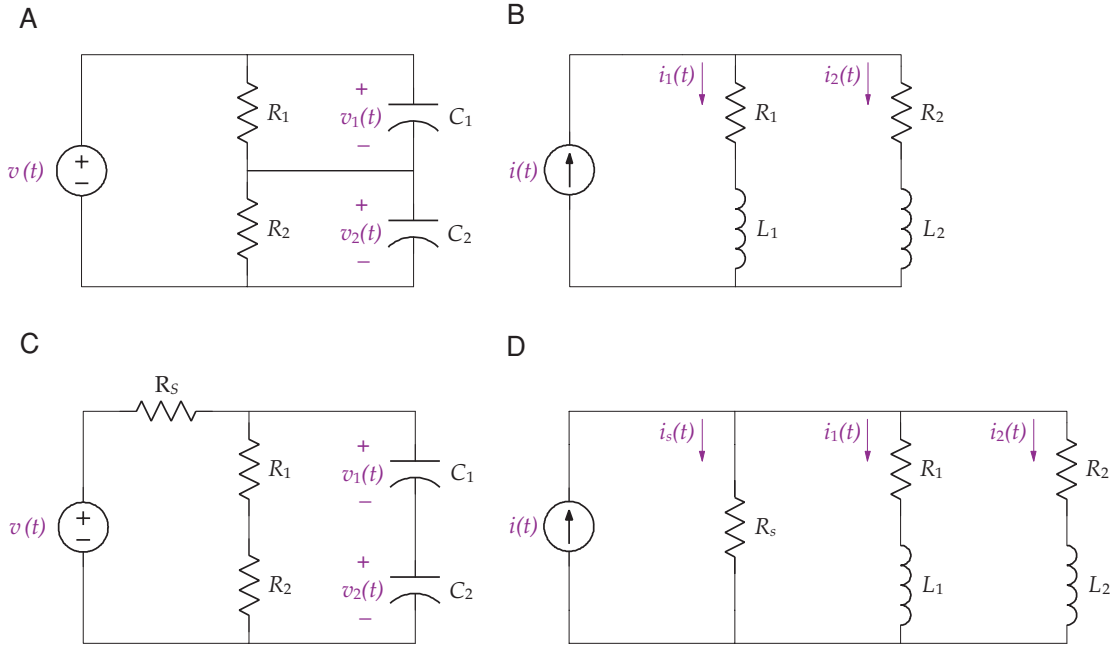 A
v(t)
R1
R2
+
v1(t)
−
C1
+
v2(t)
−
C2
+
−
B
i(t)
i1(t)
R1
L1
i2(t)
R2
L2
C
RS
v(t)
+
−
R1
R2
+
v1(t)
−
C1
+
v2(t)
−
C2
D
i(t)
is(t)
Rs
i1(t)
R1
L1
i2(t)
R2
L2